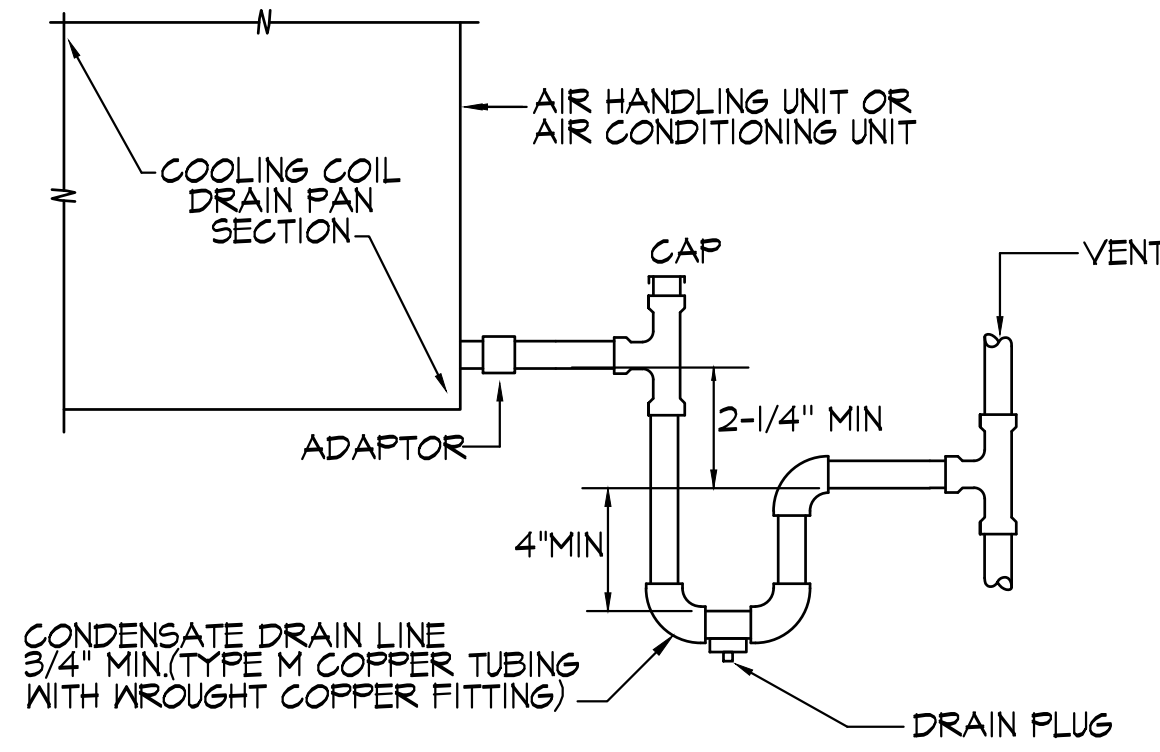 AIR HANDLING UNIT OR
AIR CONDITIONING UNIT
COOLING COIL
DRAIN PAN
SECTION
CAP
VENT
ADAPTOR
2-1/4" MIN
4"MIN
CONDENSATE DRAIN LINE
3/4" MIN.(TYPE M COPPER TUBING
WITH WROUGHT COPPER FITTING)
DRAIN PLUG